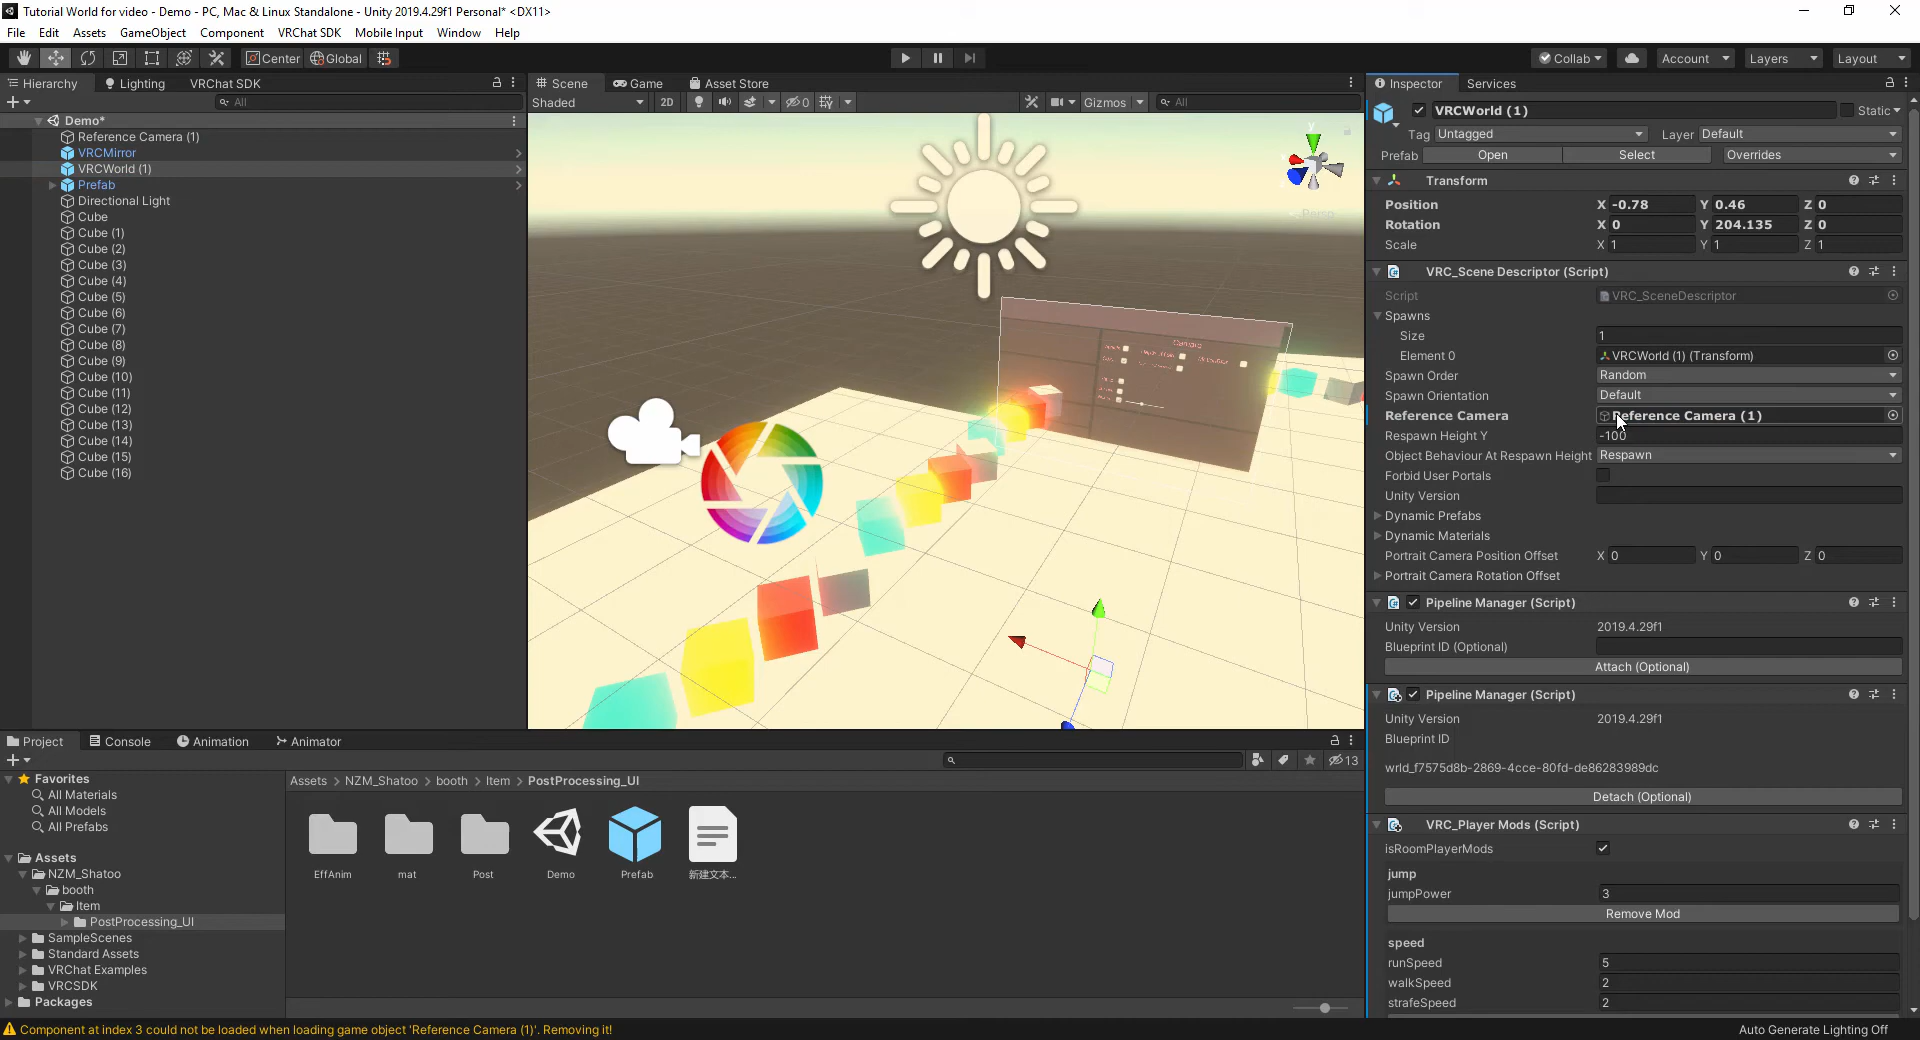 Tutorial World for video - Demo - PC, Mac & Linux Standalone - Unity 2019.4.29f1 Personal* <DX11>
File Edit Assets GameObject Component VRChat SDK Mobile Input Window Help
Center Global Collab Account Layers Layout
Hierarchy Lighting VRChat SDK
All
Demo*
Reference Camera (1)
VRCMirror
VRCWorld (1)
Prefab
Directional Light
Cube
Cube (1)
Cube (2)
Cube (3)
Cube (4)
Cube (5)
Cube (6)
Cube (7)
Cube (8)
Cube (9)
Cube (10)
Cube (11)
Cube (12)
Cube (13)
Cube (14)
Cube (15)
Cube (16)
Scene Game Asset Store
Shaded 2D 0 Gizmos All
y
Persp
Camera
Inspector Services
VRCWorld (1) Static
Tag Untagged Layer Default
Prefab Open Select Overrides
Transform
Position X -0.78 Y 0.46 Z 0
Rotation X 0 Y 204.135 Z 0
Scale X 1 Y 1 Z 1
VRC_Scene Descriptor (Script)
Script VRC_SceneDescriptor
Spawns
Size 1
Element 0 VRCWorld (1) (Transform)
Spawn Order Random
Spawn Orientation Default
Reference Camera Reference Camera (1)
Respawn Height Y -100
Object Behaviour At Respawn Height Respawn
Forbid User Portals
Unity Version
Dynamic Prefabs
Dynamic Materials
Portrait Camera Position Offset X 0 Y 0 Z 0
Portrait Camera Rotation Offset
Pipeline Manager (Script)
Unity Version 2019.4.29f1
Blueprint ID (Optional)
Attach (Optional)
Pipeline Manager (Script)
Unity Version 2019.4.29f1
Blueprint ID
wrld_f7575d8b-2869-4cce-80fd-de86283989dc
Detach (Optional)
VRC_Player Mods (Script)
isRoomPlayerMods
jump
jumpPower 3
Remove Mod
speed
runSpeed 5
walkSpeed 2
strafeSpeed 2
Project Console Animation Animator
13
Favorites
All Materials
All Models
All Prefabs
Assets
NZM_Shatoo
booth
Item
PostProcessing_UI
SampleScenes
Standard Assets
VRChat Examples
VRCSDK
Packages
Assets > NZM_Shatoo > booth > Item > PostProcessing_UI
EffAnim mat Post Demo Prefab 新建文本...
Component at index 3 could not be loaded when loading game object 'Reference Camera (1)'. Removing it!
Auto Generate Lighting Off